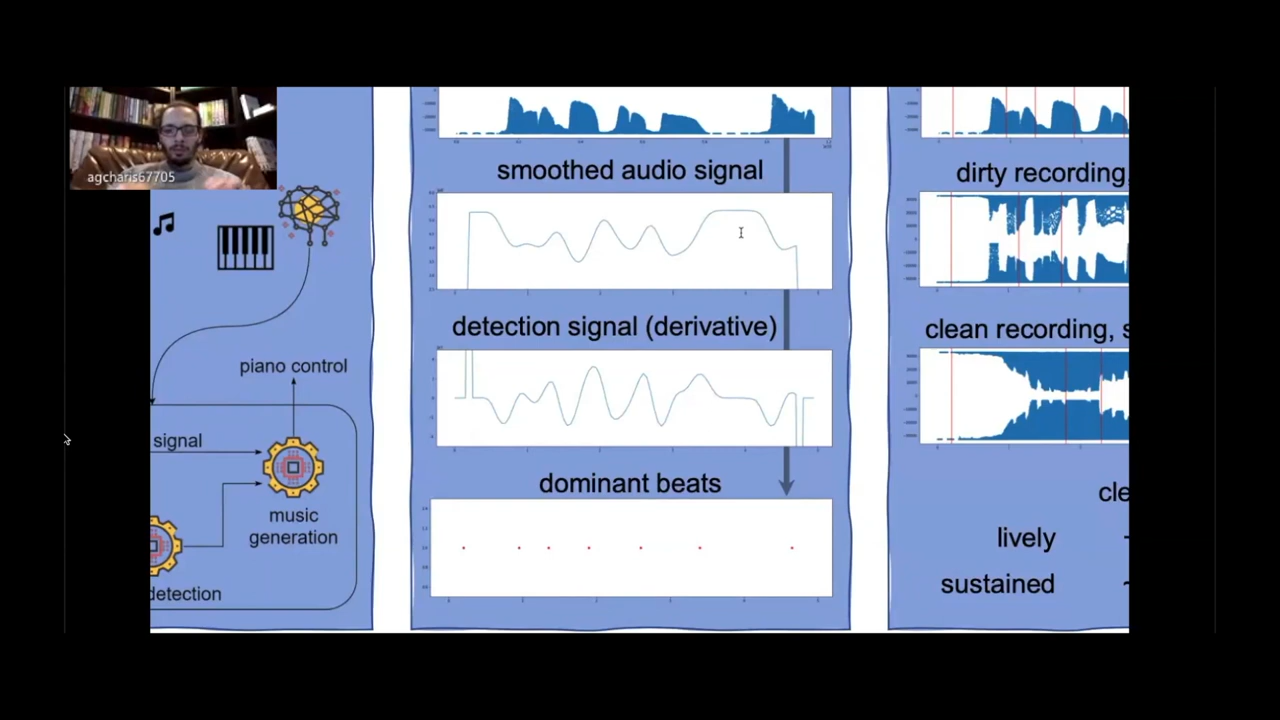 agcharis67705
piano control
signal
music
generation
detection
smoothed audio signal
detection signal (derivative)
dominant beats
dirty recording,
clean recording, s
cle
lively
sustained